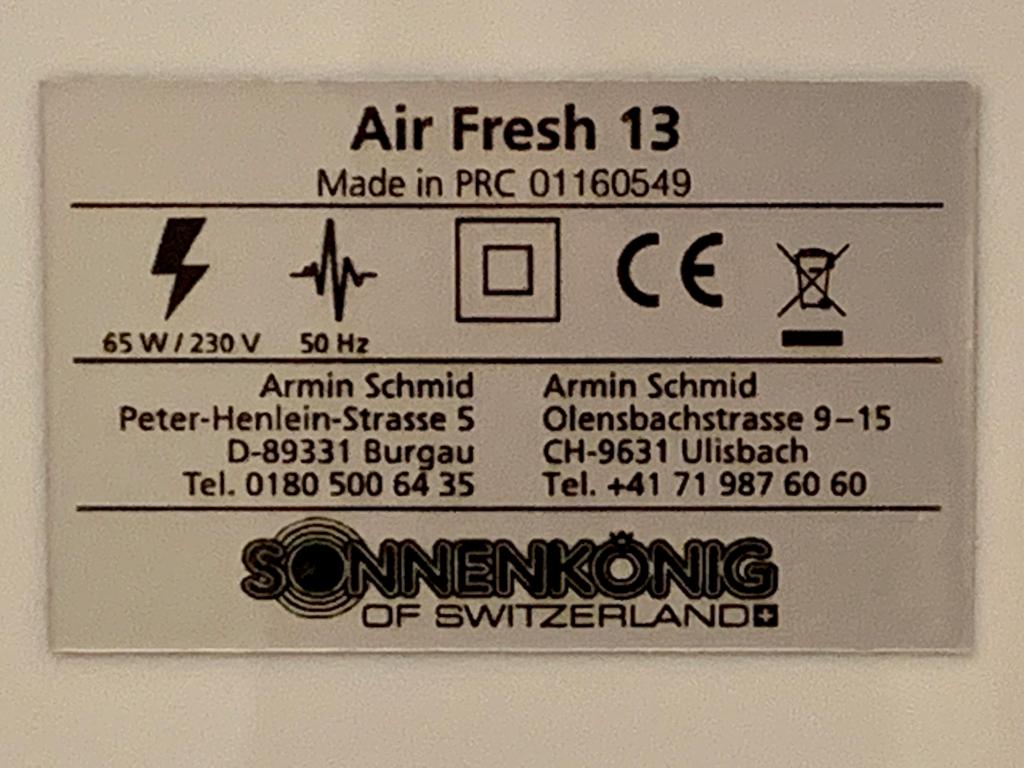 Air Fresh 13
Made in PRC 01160549
65 W / 230 V 50 Hz
CE
Armin Schmid
Peter-Henlein-Strasse 5
D-89331 Burgau
Tel. 0180 500 64 35
Armin Schmid
Olensbachstrasse 9–15
CH-9631 Ulisbach
Tel. +41 71 987 60 60
SONNENKÖNIG
OF SWITZERLAND